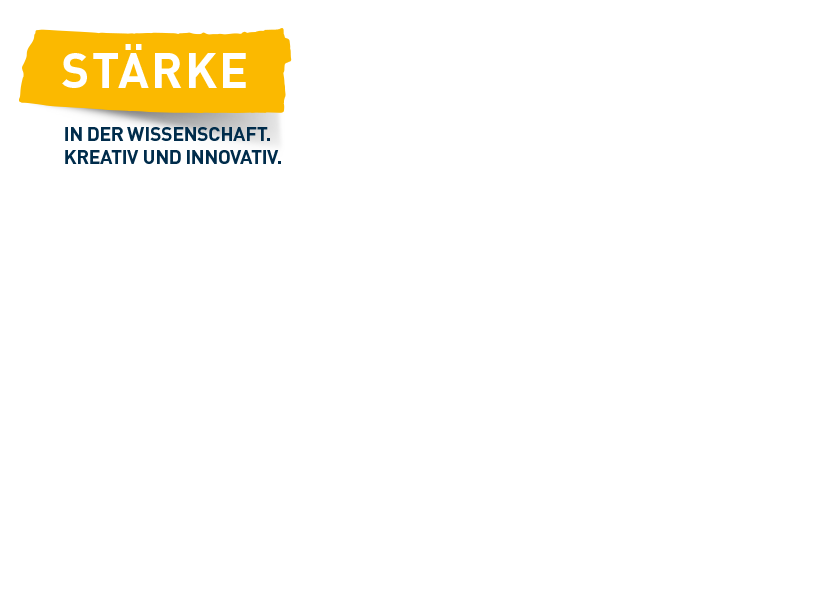 STÄRKE
IN DER WISSENSCHAFT.
KREATIV UND INNOVATIV.